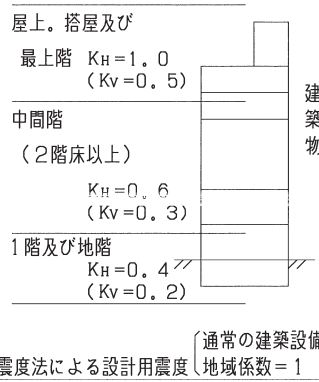 屋上。塔屋及び
最上階 KH=1.0
(KV=0.5)
中間階
(2階床以上)
KH=0.6
(KV=0.3)
1階及び地階
KH=0.4
(KV=0.2)
建
築
物
通常の建築設備
震度法による設計用震度 地域係数=1